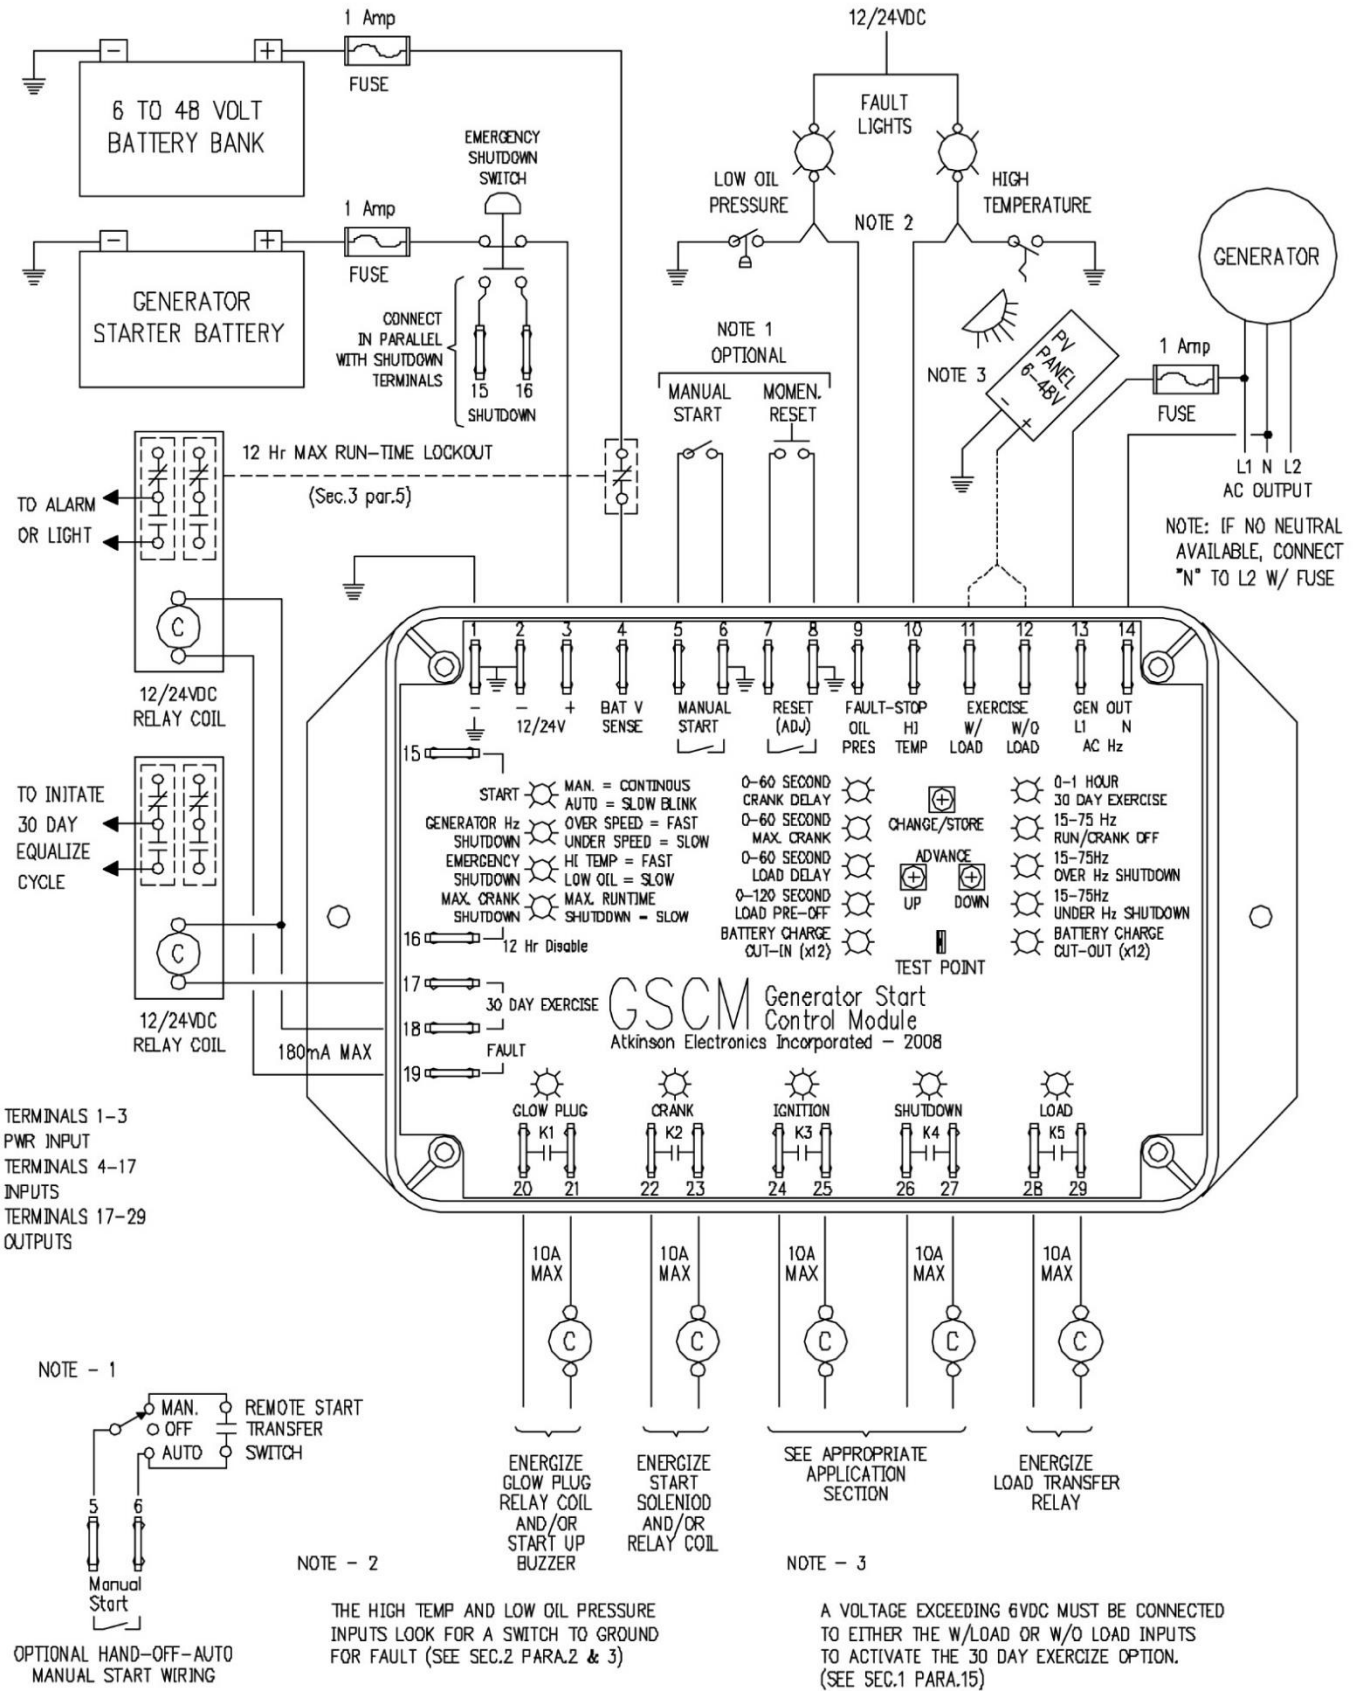 1 Amp
FUSE
6 TO 48 VOLT
BATTERY BANK
- +
12/24VDC
FAULT
LIGHTS
EMERGENCY
SHUTDOWN
SWITCH
1 Amp
FUSE
- +
GENERATOR
STARTER BATTERY
CONNECT
IN PARALLEL
WITH SHUTDOWN
TERMINALS
15 16
SHUTDOWN
LOW OIL
PRESSURE
NOTE 2
HIGH
TEMPERATURE
GENERATOR
NOTE 1
OPTIONAL
MANUAL
START
MOMEN.
RESET
NOTE 3
PV
PANEL
6-48V
- +
1 Amp
FUSE
L1 N L2
AC OUTPUT
NOTE: IF NO NEUTRAL
AVAILABLE, CONNECT
"N" TO L2 W/ FUSE
12 Hr MAX RUN-TIME LOCKOUT
(Sec.3 par.5)
TO ALARM
OR LIGHT
C
12/24VDC
RELAY COIL
TO INITATE
30 DAY
EQUALIZE
CYCLE
C
12/24VDC
RELAY COIL
180mA MAX
1 2 3 4 5 6 7 8 9 10 11 12 13 14
- - +
12/24V
BAT V
SENSE
MANUAL
START
RESET
(ADJ)
FAULT-STOP
OIL
PRES
HI
TEMP
EXERCISE
W/
LOAD
W/O
LOAD
GEN OUT
L1 N
AC Hz
15
START
MAN. = CONTINOUS
AUTO = SLOW BLINK
GENERATOR Hz
SHUTDOWN
OVER SPEED = FAST
UNDER SPEED = SLOW
EMERGENCY
SHUTDOWN
HI TEMP = FAST
LOW OIL = SLOW
MAX. CRANK
SHUTDOWN
MAX. RUNTIME
SHUTDOWN = SLOW
16
12 Hr Disable
17
30 DAY EXERCISE
18
FAULT
19
0-60 SECOND
CRANK DELAY
0-60 SECOND
MAX. CRANK
0-60 SECOND
LOAD DELAY
0-120 SECOND
LOAD PRE-OFF
BATTERY CHARGE
CUT-IN (x12)
CHANGE/STORE
ADVANCE
UP DOWN
TEST POINT
0-1 HOUR
30 DAY EXERCISE
15-75 Hz
RUN/CRANK OFF
15-75Hz
OVER Hz SHUTDOWN
15-75Hz
UNDER Hz SHUTDOWN
BATTERY CHARGE
CUT-OUT (x12)
GSCM Generator Start
Control Module
Atkinson Electronics Incorporated - 2008
GLOW PLUG
K1
20 21
CRANK
K2
22 23
IGNITION
K3
24 25
SHUTDOWN
K4
26 27
LOAD
K5
28 29
TERMINALS 1-3
PWR INPUT
TERMINALS 4-17
INPUTS
TERMINALS 17-29
OUTPUTS
10A
MAX
C
10A
MAX
C
10A
MAX
C
10A
MAX
C
10A
MAX
C
ENERGIZE
GLOW PLUG
RELAY COIL
AND/OR
START UP
BUZZER
ENERGIZE
START
SOLENIOD
AND/OR
RELAY COIL
SEE APPROPRIATE
APPLICATION
SECTION
ENERGIZE
LOAD TRANSFER
RELAY
NOTE - 1
MAN.
OFF
AUTO
REMOTE START
TRANSFER
SWITCH
5 6
Manual
Start
OPTIONAL HAND-OFF-AUTO
MANUAL START WIRING
NOTE - 2
THE HIGH TEMP AND LOW OIL PRESSURE
INPUTS LOOK FOR A SWITCH TO GROUND
FOR FAULT (SEE SEC.2 PARA.2 & 3)
NOTE - 3
A VOLTAGE EXCEEDING 6VDC MUST BE CONNECTED
TO EITHER THE W/LOAD OR W/O LOAD INPUTS
TO ACTIVATE THE 30 DAY EXERCIZE OPTION.
(SEE SEC.1 PARA.15)